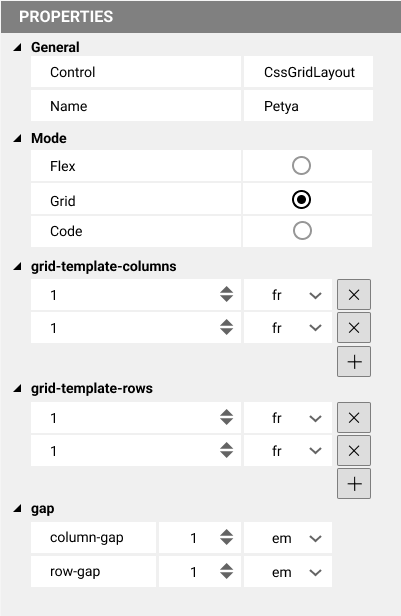 PROPERTIES
General
Control CssGridLayout
Name Petya
Mode
Flex
Grid
Code
grid-template-columns
1 fr
1 fr
grid-template-rows
1 fr
1 fr
gap
column-gap 1 em
row-gap 1 em